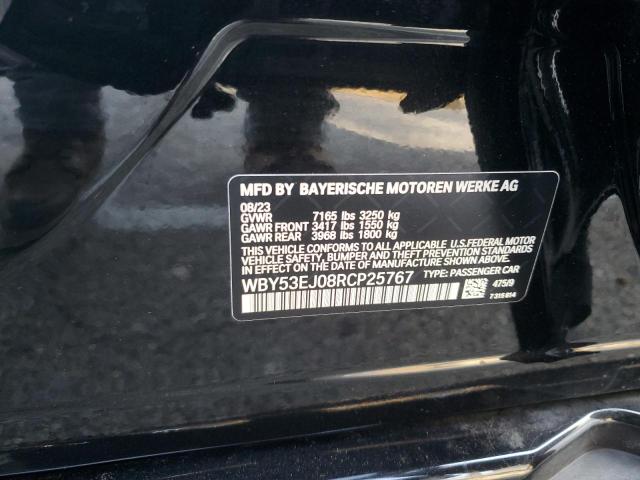 MFD BY BAYERISCHE MOTOREN WERKE AG
08/23
GVWR 7165 lbs 3250 kg
GAWR FRONT 3417 lbs 1550 kg
GAWR REAR 3968 lbs 1800 kg
THIS VEHICLE CONFORMS TO ALL APPLICABLE U.S.FEDERAL MOTOR
VEHICLE SAFETY, BUMPER AND THEFT PREVENTION STANDARDS
IN EFFECT ON THE DATE OF MANUFACTURE SHOWN ABOVE.
WBY53EJ08RCP25767 TYPE: PASSENGER CAR
475/9
7315814